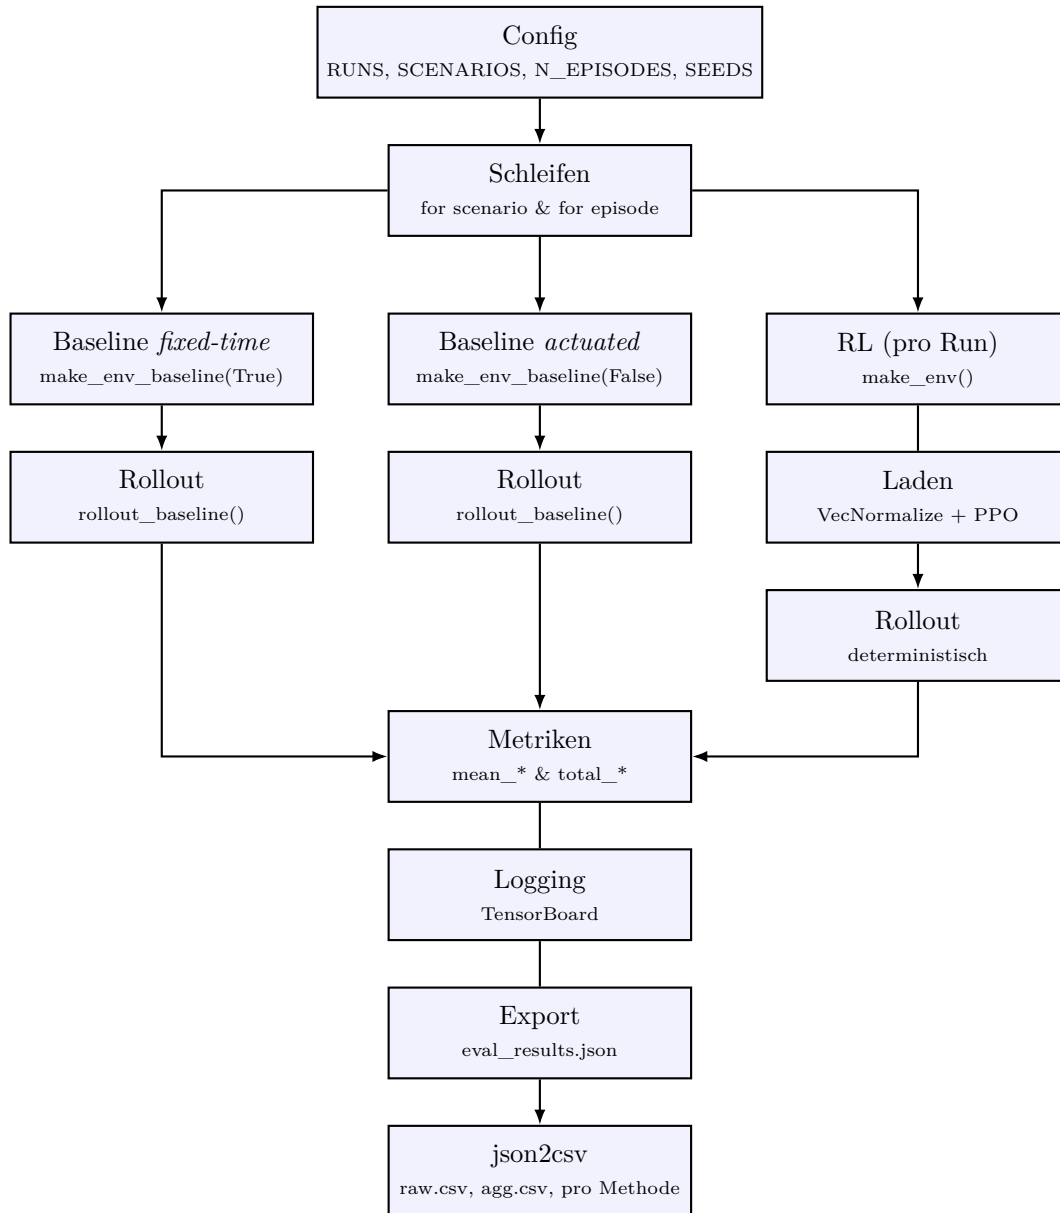 Config
RUNS, SCENARIOS, N_EPISODES, SEEDS
Schleifen
for scenario & for episode
Baseline fixed-time
make_env_baseline(True)
Baseline actuated
make_env_baseline(False)
RL (pro Run)
make_env()
Rollout
rollout_baseline()
Rollout
rollout_baseline()
Laden
VecNormalize + PPO
Rollout
deterministisch
Metriken
mean_* & total_*
Logging
TensorBoard
Export
eval_results.json
json2csv
raw.csv, agg.csv, pro Methode